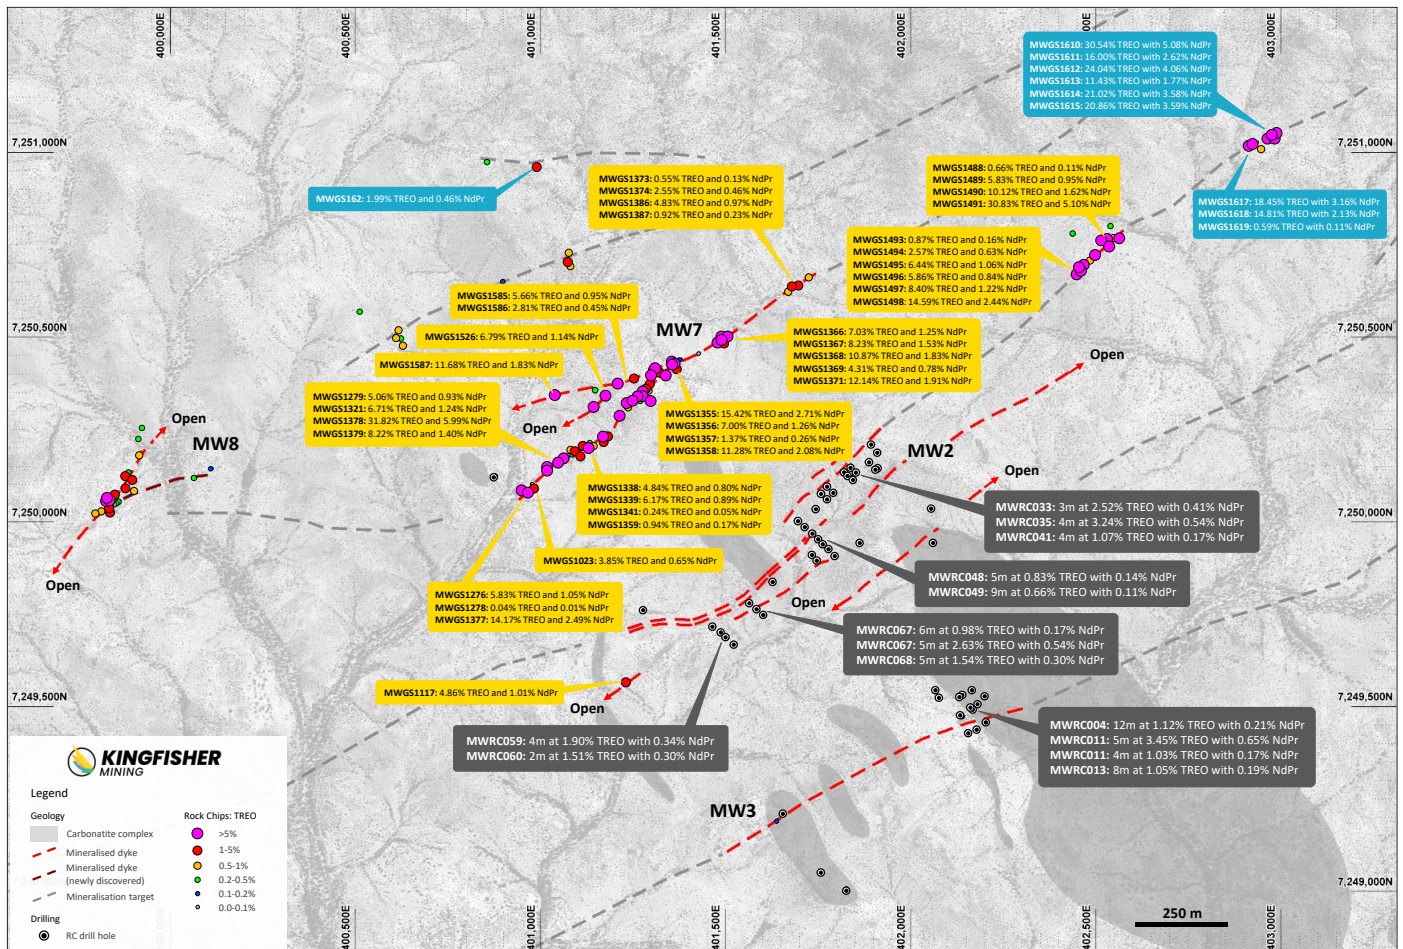 400,000E
400,500E
401,000E
401,500E
402,000E
402,500E
403,000E
MWGS1610: 30.54% TREO with 5.08% NdPr
MWGS1611: 16.00% TREO with 2.62% NdPr
MWGS1612: 24.04% TREO with 4.06% NdPr
MWGS1613: 11.43% TREO with 1.77% NdPr
MWGS1614: 21.02% TREO with 3.58% NdPr
MWGS1615: 20.86% TREO with 3.59% NdPr
7,251,000N
7,251,000N
MWGS162: 1.99% TREO and 0.46% NdPr
MWGS1373: 0.55% TREO and 0.13% NdPr
MWGS1374: 2.55% TREO and 0.46% NdPr
MWGS1386: 4.83% TREO and 0.97% NdPr
MWGS1387: 0.92% TREO and 0.23% NdPr
MWGS1488: 0.66% TREO and 0.11% NdPr
MWGS1489: 5.83% TREO and 0.95% NdPr
MWGS1490: 10.12% TREO and 1.62% NdPr
MWGS1491: 30.83% TREO and 5.10% NdPr
MWGS1617: 18.45% TREO with 3.16% NdPr
MWGS1618: 14.81% TREO with 2.13% NdPr
MWGS1619: 0.59% TREO with 0.11% NdPr
MWGS1493: 0.87% TREO and 0.16% NdPr
MWGS1494: 2.57% TREO and 0.63% NdPr
MWGS1495: 6.44% TREO and 1.06% NdPr
MWGS1496: 5.86% TREO and 0.84% NdPr
MWGS1497: 8.40% TREO and 1.22% NdPr
MWGS1498: 14.59% TREO and 2.44% NdPr
MWGS1585: 5.66% TREO and 0.95% NdPr
MWGS1586: 2.81% TREO and 0.45% NdPr
7,250,500N
MW7
7,250,500N
MWGS1526: 6.79% TREO and 1.14% NdPr
MWGS1366: 7.03% TREO and 1.25% NdPr
MWGS1367: 8.23% TREO and 1.53% NdPr
MWGS1368: 10.87% TREO and 1.83% NdPr
MWGS1369: 4.31% TREO and 0.78% NdPr
MWGS1371: 12.14% TREO and 1.91% NdPr
Open
MWGS1587: 11.68% TREO and 1.83% NdPr
MWGS1279: 5.06% TREO and 0.93% NdPr
MWGS1321: 6.71% TREO and 1.24% NdPr
MWGS1378: 31.82% TREO and 5.99% NdPr
MWGS1379: 8.22% TREO and 1.40% NdPr
Open
MWGS1355: 15.42% TREO and 2.71% NdPr
MWGS1356: 7.00% TREO and 1.26% NdPr
MWGS1357: 1.37% TREO and 0.26% NdPr
MWGS1358: 11.28% TREO and 2.08% NdPr
Open
MW8
MW2
Open
MWGS1338: 4.84% TREO and 0.80% NdPr
MWGS1339: 6.17% TREO and 0.89% NdPr
MWGS1341: 0.24% TREO and 0.05% NdPr
MWGS1359: 0.94% TREO and 0.17% NdPr
MWRC033: 3m at 2.52% TREO with 0.41% NdPr
MWRC035: 4m at 3.24% TREO with 0.54% NdPr
MWRC041: 4m at 1.07% TREO with 0.17% NdPr
7,250,000N
7,250,000N
MWGS1023: 3.85% TREO and 0.65% NdPr
MWRC048: 5m at 0.83% TREO with 0.14% NdPr
MWRC049: 9m at 0.66% TREO with 0.11% NdPr
Open
MWGS1276: 5.83% TREO and 1.05% NdPr
MWGS1278: 0.04% TREO and 0.01% NdPr
MWGS1377: 14.17% TREO and 2.49% NdPr
Open
MWRC067: 6m at 0.98% TREO with 0.17% NdPr
MWRC067: 5m at 2.63% TREO with 0.54% NdPr
MWRC068: 5m at 1.54% TREO with 0.30% NdPr
MWGS1117: 4.86% TREO and 1.01% NdPr
Open
7,249,500N
7,249,500N
MWRC059: 4m at 1.90% TREO with 0.34% NdPr
MWRC060: 2m at 1.51% TREO with 0.30% NdPr
MWRC004: 12m at 1.12% TREO with 0.21% NdPr
MWRC011: 5m at 3.45% TREO with 0.65% NdPr
MWRC011: 4m at 1.03% TREO with 0.17% NdPr
MWRC013: 8m at 1.05% TREO with 0.19% NdPr
MW3
KINGFISHER
MINING
Legend
Geology
Carbonatite complex
Mineralised dyke
Mineralised dyke
(newly discovered)
Mineralisation target
Drilling
RC drill hole
Rock Chips: TREO
>5%
1-5%
0.5-1%
0.2-0.5%
0.1-0.2%
0.0-0.1%
7,249,000N
7,249,000N
250 m
400,500E
401,000E
401,500E
402,000E
402,500E
403,000E